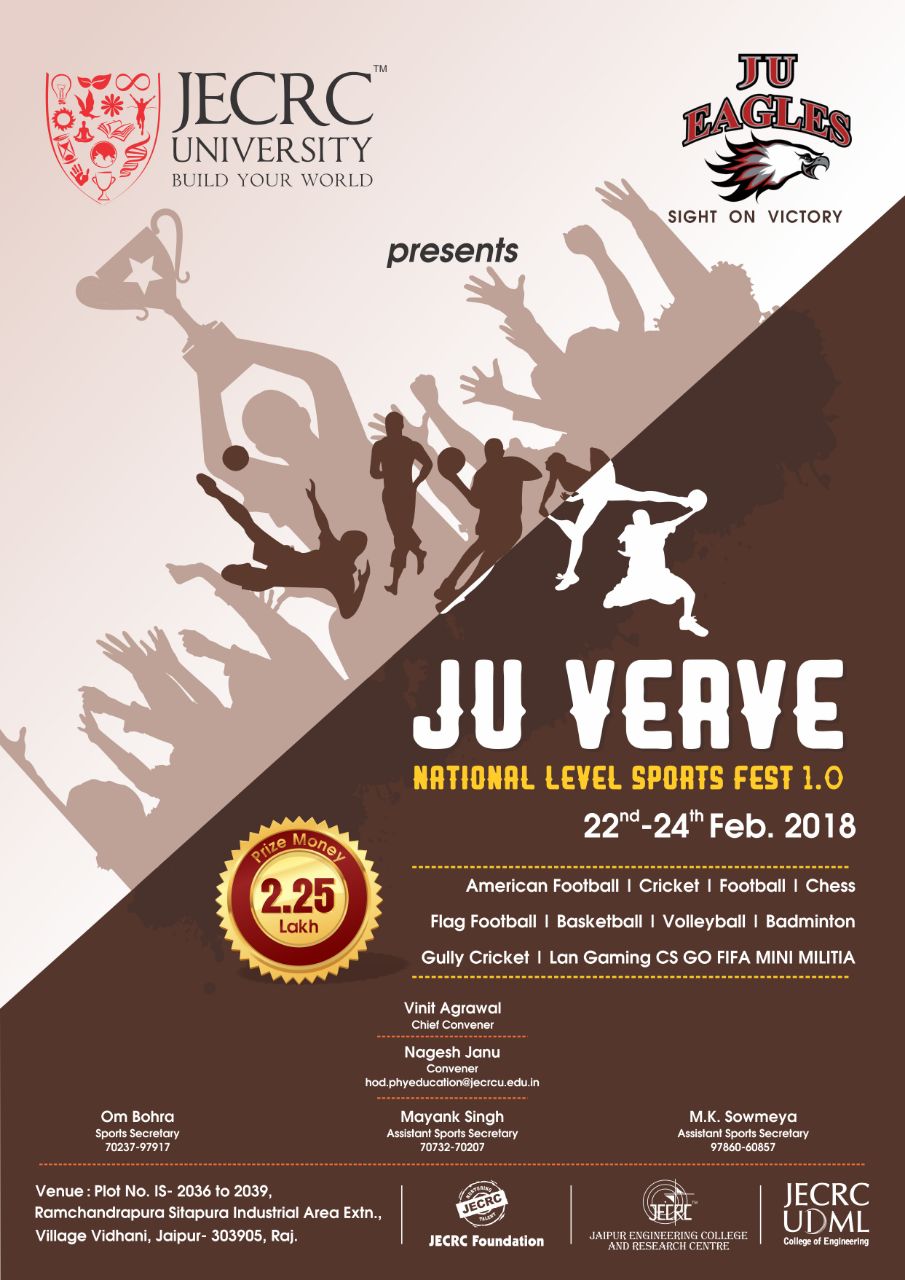 JECRC™
UNIVERSITY
BUILD YOUR WORLD
JU
EAGLES
SIGHT ON VICTORY
presents
JU VERVE
NATIONAL LEVEL SPORTS FEST 1.0
22nd-24th Feb. 2018
Prize Money
2.25
Lakh
American Football | Cricket | Football | Chess
Flag Football | Basketball | Volleyball | Badminton
Gully Cricket | Lan Gaming CS GO FIFA MINI MILITIA
Vinit Agrawal
Chief Convener
Nagesh Janu
Convener
hod.phyeducation@jecrcu.edu.in
Om Bohra
Sports Secretary
70237-97917
Mayank Singh
Assistant Sports Secretary
70732-70207
M.K. Sowmeya
Assistant Sports Secretary
97860-60857
Venue : Plot No. IS- 2036 to 2039,
Ramchandrapura Sitapura Industrial Area Extn.,
Village Vidhani, Jaipur- 303905, Raj.
NURTURING
JECRC
TALENT
JECRC Foundation
JECRC™
JAIPUR ENGINEERING COLLEGE
AND RESEARCH CENTRE
JECRC
UDML
College of Engineering